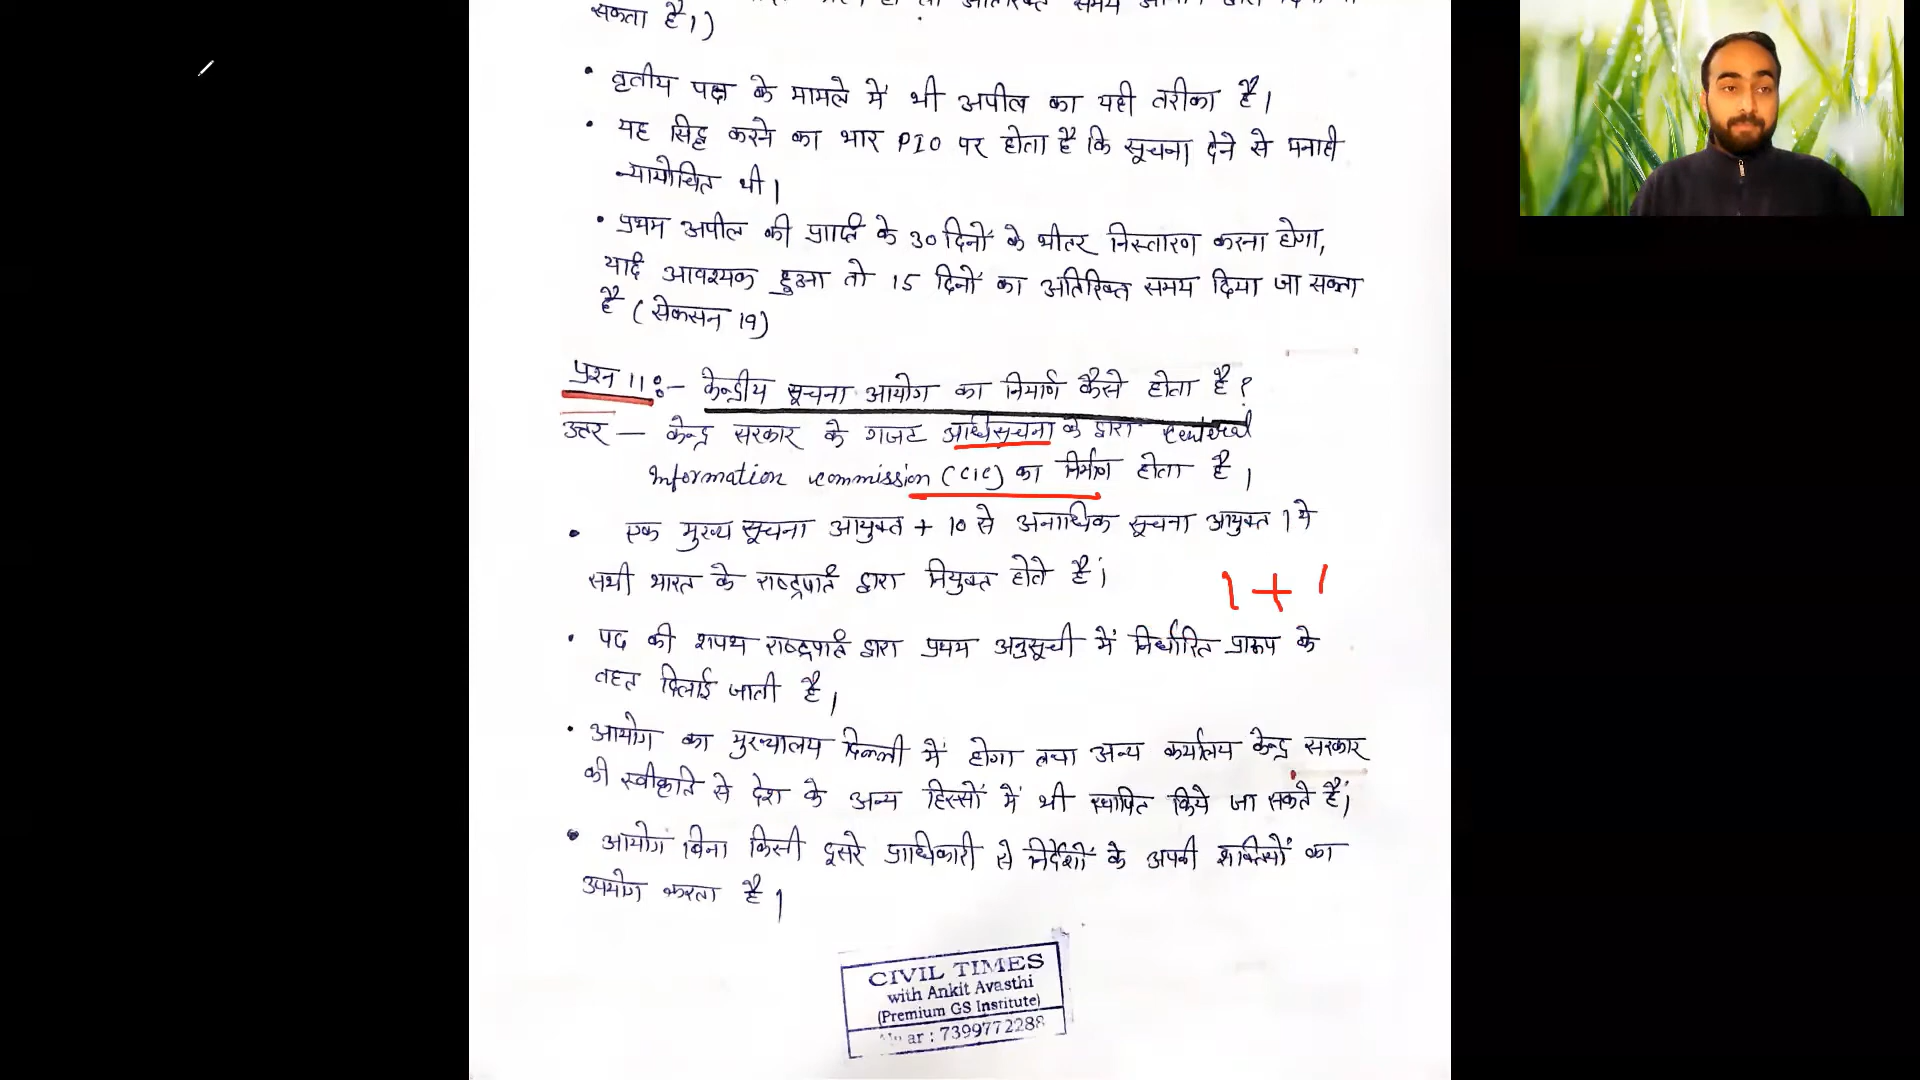 सकता है।)
• तृतीय पक्ष के मामले में भी अपील का यही तरीका है।
• यह सिद्ध करने का भार PIO पर होता है कि सूचना देने से मनाही
न्यायोचित थी।
• प्रथम अपील की प्राप्ति के 30 दिनों के भीतर निस्तारण करना होगा,
यदि आवश्यक हुआ तो 15 दिनों का अतिरिक्त समय दिया जा सकता
है (सेक्सन 19)
प्रश्न 11 :- केन्द्रीय सूचना आयोग का निर्माण कैसे होता है?
उत्तर — केन्द्र सरकार के गजट अधिसूचना के द्वारा Central
Information commission (CIC) का निर्माण होता है।
• एक मुख्य सूचना आयुक्त + 10 से अनाधिक सूचना आयुक्त । ये
सभी भारत के राष्ट्रपति द्वारा नियुक्त होते हैं।
1 + 1
• पद की शपथ राष्ट्रपति द्वारा प्रथम अनुसूची में निर्धारित प्रारूप के
तहत दिलाई जाती है।
• आयोग का मुख्यालय दिल्ली में होगा तथा अन्य कार्यालय केन्द्र सरकार
की स्वीकृति से देश के अन्य हिस्सों में भी स्थापित किये जा सकते हैं।
• आयोग बिना किसी दूसरे प्राधिकारी से निर्देशों के अपनी शक्तियों का
उपयोग करता है।
CIVIL TIMES
with Ankit Avasthi
(Premium GS Institute)
ar : 7399772288